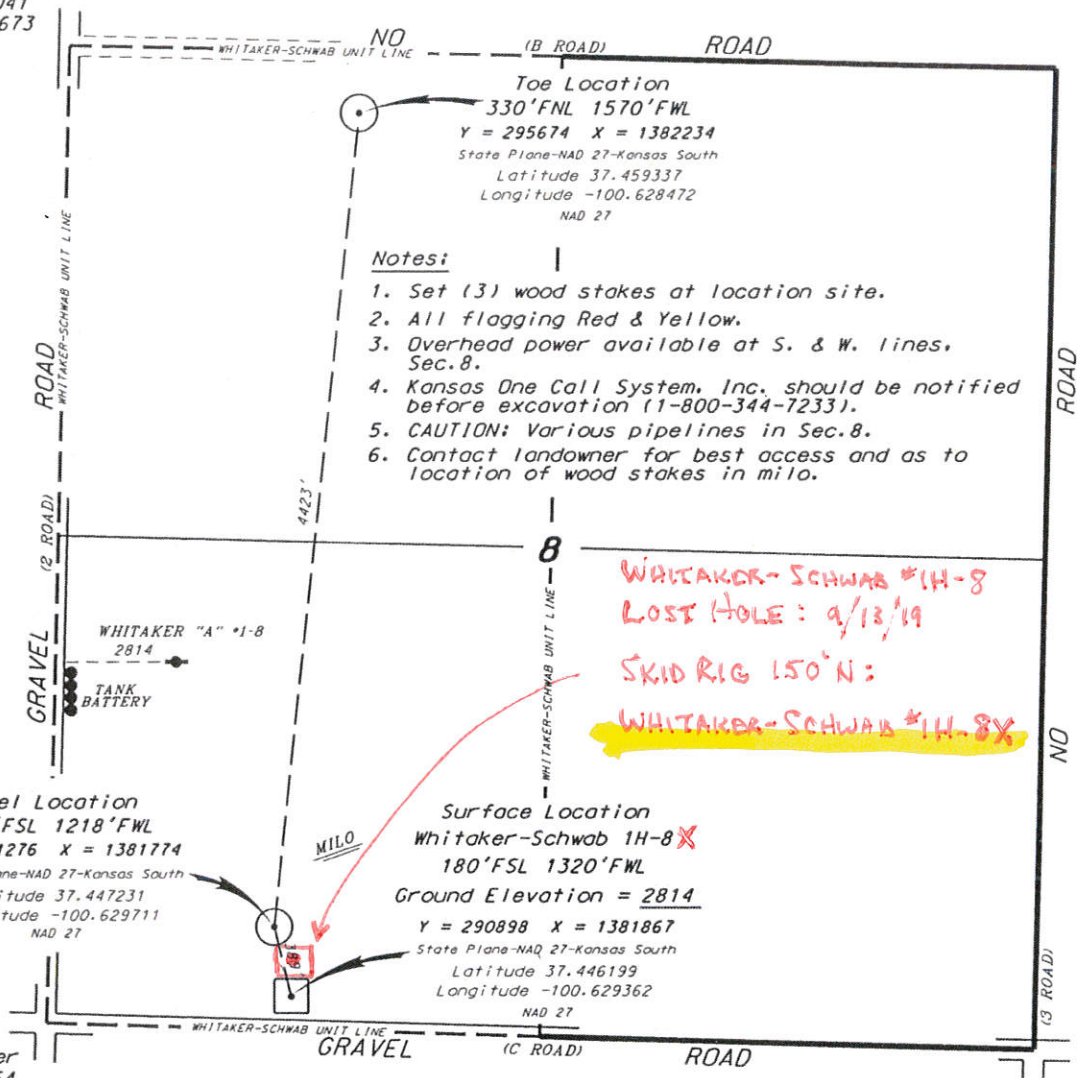 673
NO (B ROAD) ROAD
WHITAKER-SCHWAB UNIT LINE
Toe Location
330'FNL 1570'FWL
Y = 295674 X = 1382234
State Plane-NAD 27-Kansas South
Latitude 37.459337
Longitude -100.628472
NAD 27
WHITAKER-SCHWAB UNIT LINE
Notes:
1. Set (3) wood stakes at location site.
2. All flagging Red & Yellow.
3. Overhead power available at S. & W. lines,
Sec.8.
4. Kansas One Call System, Inc. should be notified
before excavation (1-800-344-7233).
5. CAUTION: Various pipelines in Sec.8.
6. Contact landowner for best access and as to
location of wood stakes in milo.
GRAVEL (2 ROAD) ROAD
4423'
8
NO ROAD
(3 ROAD)
WHITAKER-SCHWAB #1H-8
LOST HOLE: 9/13/19
SKID RIG 150' N:
WHITAKER-SCHWAB #1H-8X
WHITAKER "A" #1-8
2814
TANK
BATTERY
WHITAKER-SCHWAB UNIT LINE
el Location
FSL 1218'FWL
1276 X = 1381774
ne-NAD 27-Kansas South
tude 37.447231
tude -100.629711
NAD 27
MILO
Surface Location
Whitaker-Schwab 1H-8X
180'FSL 1320'FWL
Ground Elevation = 2814
Y = 290898 X = 1381867
State Plane-NAD 27-Kansas South
Latitude 37.446199
Longitude -100.629362
NAD 27
WHITAKER-SCHWAB UNIT LINE
GRAVEL (C ROAD) ROAD
er